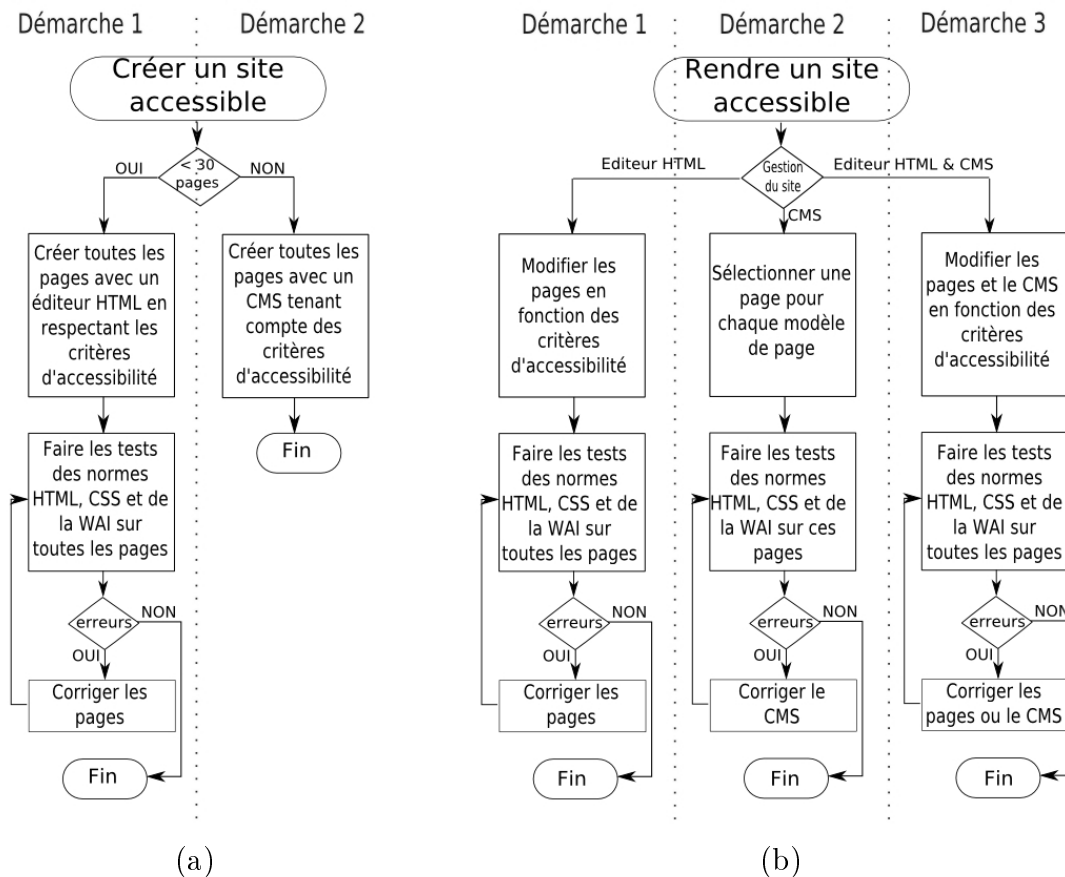 Démarche 1
Démarche 2
Créer un site
accessible
< 30
pages
OUI
NON
Créer toutes les
pages avec un
éditeur HTML en
respectant les
critères
d'accessibilité
Faire les tests
des normes
HTML, CSS et de
la WAI sur
toutes les pages
erreurs
NON
OUI
Corriger les
pages
Fin
Créer toutes les
pages avec un
CMS tenant
compte des
critères
d'accessibilité
Fin
(a)
Démarche 1
Démarche 2
Démarche 3
Rendre un site
accessible
Gestion
du site
Editeur HTML
CMS
Editeur HTML & CMS
Modifier les
pages en
fonction des
critères
d'accessibilité
Faire les tests
des normes
HTML, CSS et de
la WAI sur
toutes les pages
erreurs
NON
OUI
Corriger les
pages
Fin
Sélectionner une
page pour
chaque modèle
de page
Faire les tests
des normes
HTML, CSS et de
la WAI sur ces
pages
erreurs
NON
OUI
Corriger le
CMS
Fin
Modifier les
pages et le CMS
en fonction des
critères
d'accessibilité
Faire les tests
des normes
HTML, CSS et de
la WAI sur
toutes les pages
erreurs
NON
OUI
Corriger les
pages ou le CMS
Fin
(b)